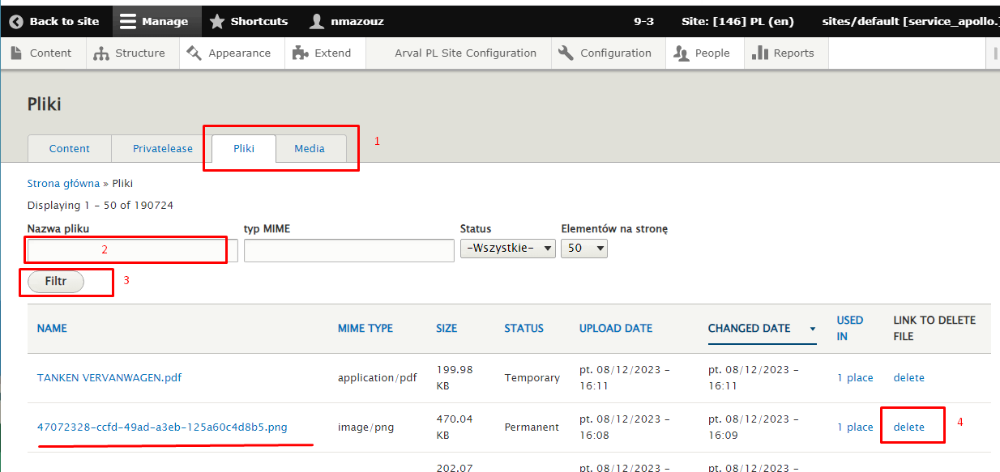 Back to site Manage Shortcuts nmazouz 9-3 Site: [146] PL (en) sites/default [service_apollo.]
Content Structure Appearance Extend Arval PL Site Configuration Configuration People Reports
Pliki
Content Privatelease Pliki Media 1
Strona główna » Pliki
Displaying 1 - 50 of 190724
Nazwa pliku typ MIME Status Elementów na stronę
2 -Wszystkie- 50
Filtr 3
NAME MIME TYPE SIZE STATUS UPLOAD DATE CHANGED DATE USED IN LINK TO DELETE FILE
TANKEN VERVANWAGEN.pdf application/pdf 199.98 KB Temporary pt. 08/12/2023 - 16:11 pt. 08/12/2023 - 16:11 1 place delete
47072328-ccfd-49ad-a3eb-125a60c4d8b5.png image/png 470.04 KB Permanent pt. 08/12/2023 - 16:08 pt. 08/12/2023 - 16:09 1 place delete 4
202.07 pt. 08/12/2023 - pt. 08/12/2023 -